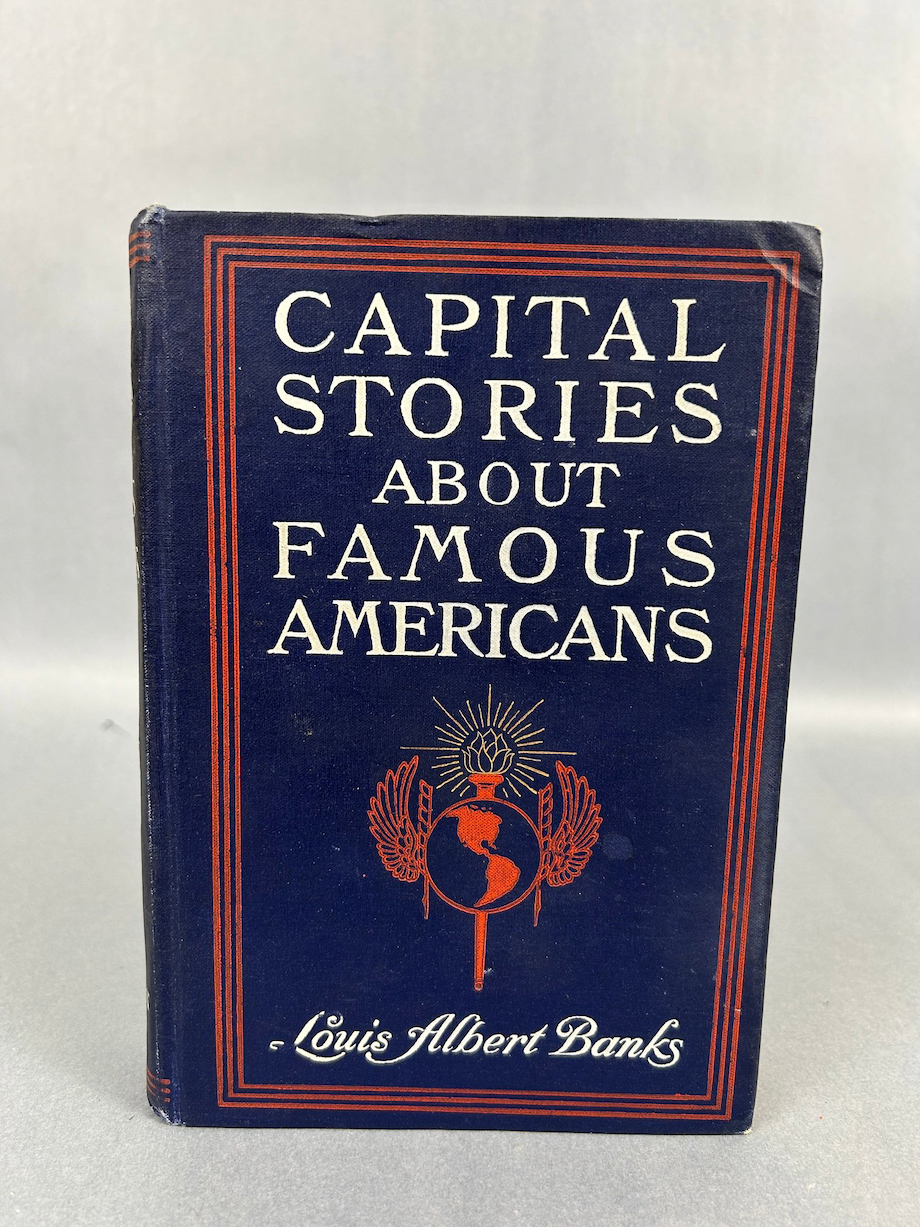 CAPITAL
STORIES
ABOUT
FAMOUS
AMERICANS
Louis Albert Banks